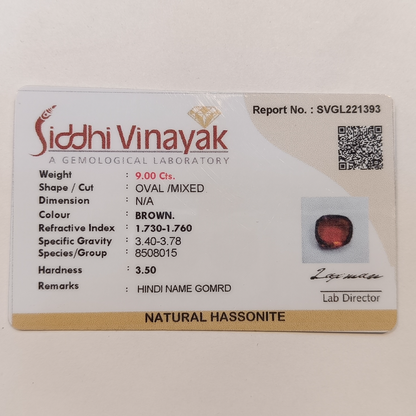 Report No. : SVGL221393
Siddhi Vinayak
A GEMOLOGICAL LABORATORY
Weight : 9.00 Cts.
Shape / Cut : OVAL /MIXED
Dimension : N/A
Colour : BROWN.
Refractive Index : 1.730-1.760
Specific Gravity : 3.40-3.78
Species/Group : 8508015
Hardness : 3.50
Remarks : HINDI NAME GOMRD
Lab Director
NATURAL HASSONITE